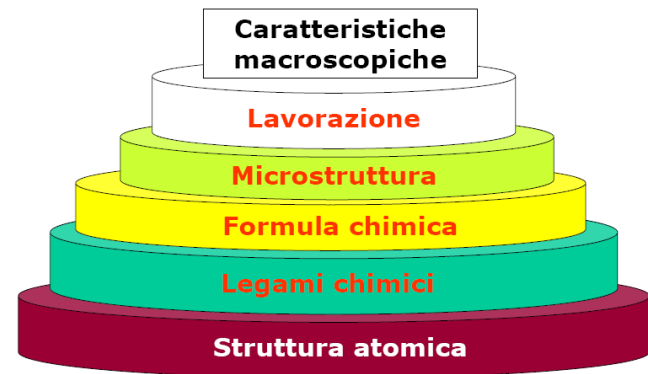 Caratteristiche
macroscopiche
Lavorazione
Microstruttura
Formula chimica
Legami chimici
Struttura atomica